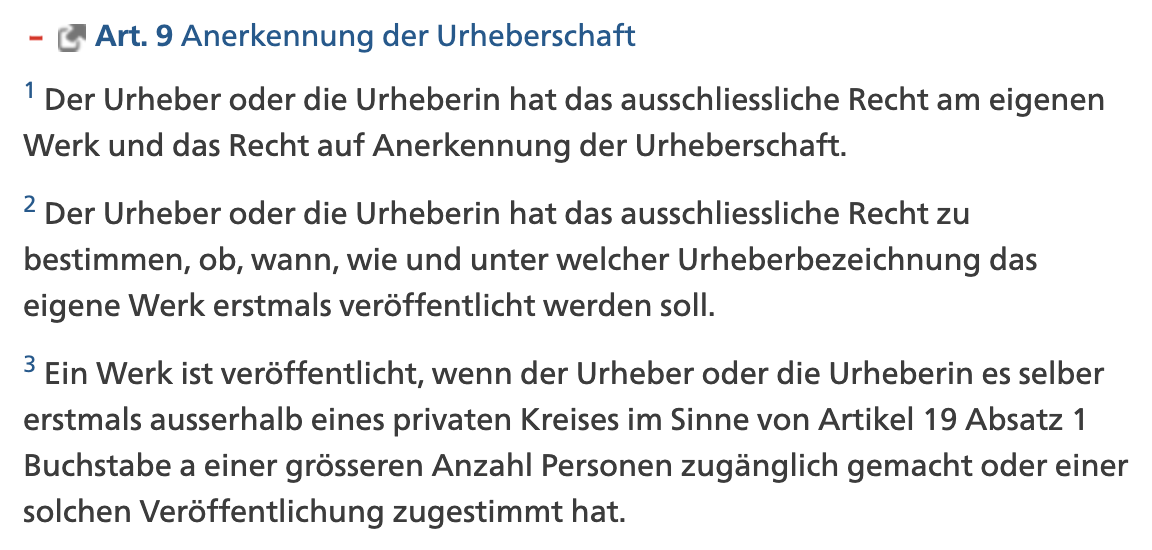 – Art. 9 Anerkennung der Urheberschaft
1 Der Urheber oder die Urheberin hat das ausschliessliche Recht am eigenen
Werk und das Recht auf Anerkennung der Urheberschaft.
2 Der Urheber oder die Urheberin hat das ausschliessliche Recht zu
bestimmen, ob, wann, wie und unter welcher Urheberbezeichnung das
eigene Werk erstmals veröffentlicht werden soll.
3 Ein Werk ist veröffentlicht, wenn der Urheber oder die Urheberin es selber
erstmals ausserhalb eines privaten Kreises im Sinne von Artikel 19 Absatz 1
Buchstabe a einer grösseren Anzahl Personen zugänglich gemacht oder einer
solchen Veröffentlichung zugestimmt hat.